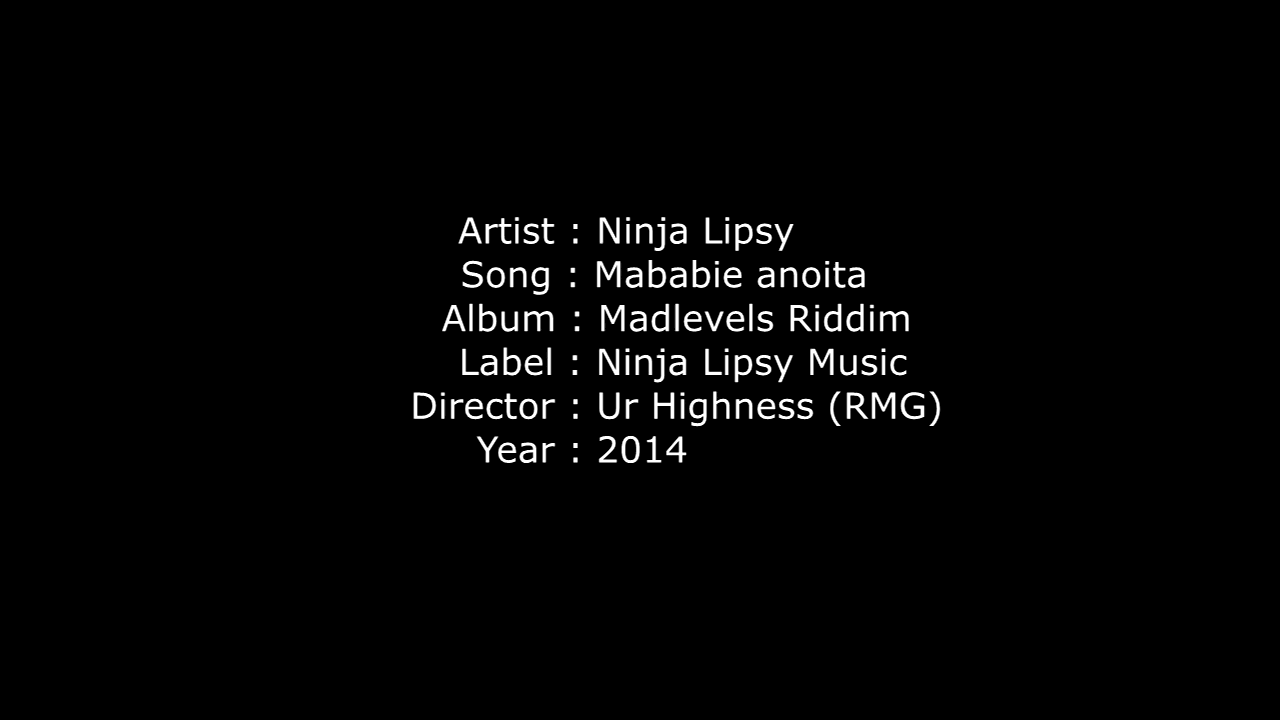 Artist : Ninja Lipsy
Song : Mababie anoita
Album : Madlevels Riddim
Label : Ninja Lipsy Music
Director : Ur Highness (RMG)
Year : 2014